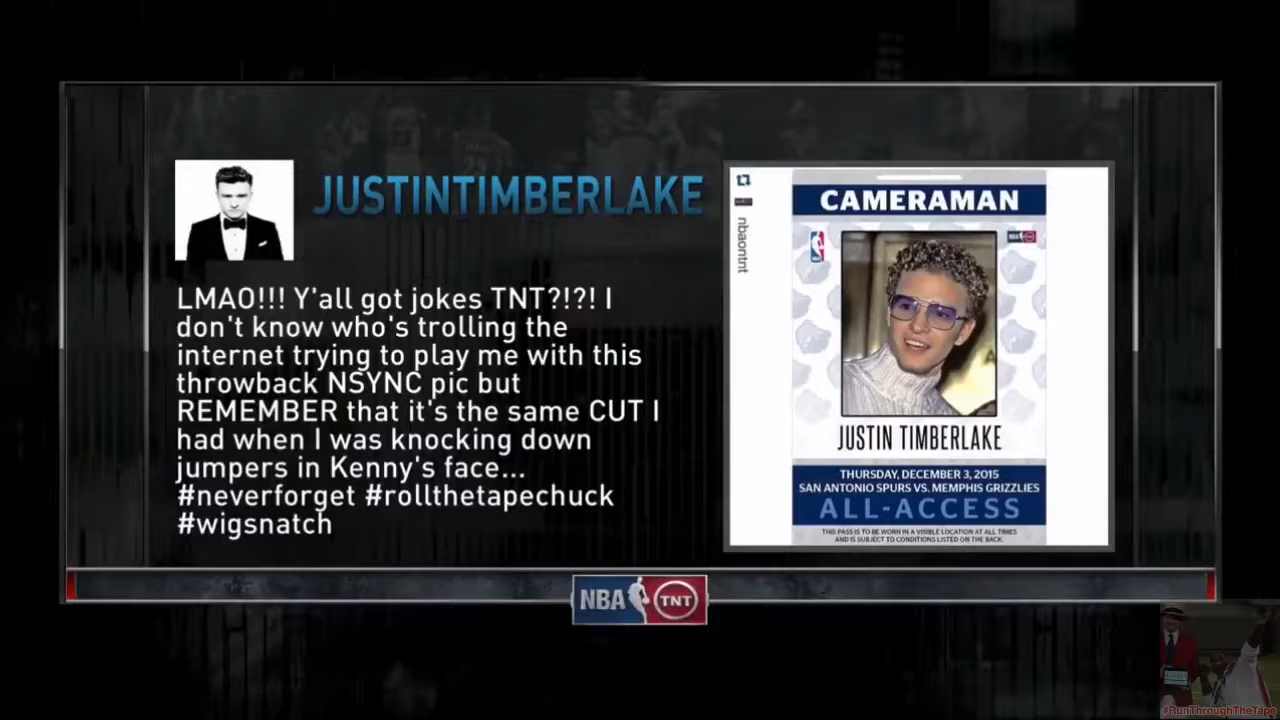 JUSTINTIMBERLAKE
LMAO!!! Y'all got jokes TNT?!?! I
don't know who's trolling the
internet trying to play me with this
throwback NSYNC pic but
REMEMBER that it's the same CUT I
had when I was knocking down
jumpers in Kenny's face...
#neverforget #rollthetapechuck
#wigsnatch
nbaontnt
CAMERAMAN
JUSTIN TIMBERLAKE
THURSDAY, DECEMBER 3, 2015
SAN ANTONIO SPURS VS. MEMPHIS GRIZZLIES
ALL-ACCESS
THIS PASS IS TO BE WORN IN A VISIBLE LOCATION AT ALL TIMES
AND IS SUBJECT TO CONDITIONS LISTED ON THE BACK.
NBA TNT
#RunThroughTheTape